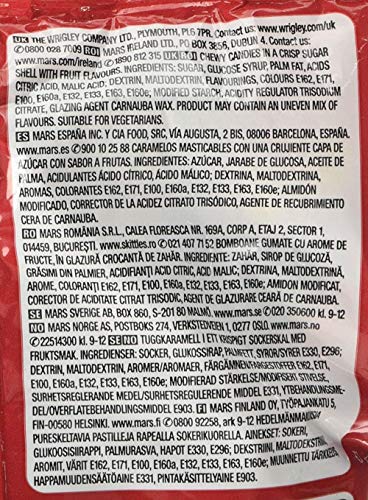 UK THE WRIGLEY COMPANY LTD., PLYMOUTH, PL6 7PR. Contact us: www.wrigley.com/uk
✆0800 028 7009 RO MARS IRELAND LTD., PO BOX 3856, DUBLIN 4. Contact us:
www.mars.com/ireland ✆1890 812 315 UK CHEWY CANDIES IN A CRISP SUGAR
SHELL WITH FRUIT FLAVOURS. INGREDIENTS: SUGAR, GLUCOSE SYRUP, PALM FAT, ACIDS
CITRIC ACID, MALIC ACID; DEXTRIN, MALTODEXTRIN, FLAVOURINGS, COLOURS E162, E171,
E100, E160a, E132, E133, E163, E160e; MODIFIED STARCH, ACIDITY REGULATOR TRISODIUM
CITRATE, GLAZING AGENT CARNAUBA WAX. PRODUCT MAY CONTAIN AN UNEVEN MIX OF
FLAVOURS. SUITABLE FOR VEGETARIANS.
ES MARS ESPAÑA INC. Y CIA FOOD, SRC, VÍA AUGUSTA, 2 BIS, 08006 BARCELONA, ESPAÑA.
www.mars.es ✆900 10 25 88 CARAMELOS MASTICABLES CON UNA CRUJIENTE CAPA DE
AZÚCAR CON SABOR A FRUTAS. INGREDIENTES: AZÚCAR, JARABE DE GLUCOSA, ACEITE DE
PALMA, ACIDULANTES ÁCIDO CÍTRICO, ÁCIDO MÁLICO; DEXTRINA, MALTODEXTRINA,
AROMAS, COLORANTES E162, E171, E100, E160a, E132, E133, E163, E160e; ALMIDÓN
MODIFICADO, CORRECTOR DE LA ACIDEZ CITRATO TRISÓDICO, AGENTE DE RECUBRIMIENTO
CERA DE CARNAUBA.
RO MARS ROMÂNIA S.R.L., CALEA FLOREASCA NR. 169A, CORP A, ETAJ 2, SECTOR 1,
014459, BUCUREȘTI. www.skittles.ro ✆021 407 71 52 BOMBOANE GUMATE CU AROME DE
FRUCTE, ÎN GLAZURĂ CROCANTĂ DE ZAHĂR. INGREDIENTE: ZAHĂR, SIROP DE GLUCOZĂ,
GRĂSIMI DIN PALMIER, ACIDIFIANȚI ACID CITRIC, ACID MALIC; DEXTRINĂ, MALTODEXTRINĂ,
AROME, COLORANȚI E162, E171, E100, E160a, E132, E133, E163, E160e; AMIDON MODIFICAT,
CORECTOR DE ACIDITATE CITRAT TRISODIC, AGENT DE GLAZURARE CEARĂ DE CARNAUBA.
SE MARS SVERIGE AB, BOX 860, S-201 80 MALMÖ. www.mars.se ✆020 350600 kl. 9-12
NO MARS NORGE AS, POSTBOKS 274, VERKSTEDVEIEN 1, 0277 OSLO. www.mars.no
✆22514300 kl. 9-12 SE NO TUGGKARAMELL I ETT KRISPIGT SOCKERSKAL MED
FRUKTSMAK. INGREDIENSER: SOCKER, GLUKOSSIRAP, PALMFETT, SYROR/SYRER E330, E296;
DEXTRIN, MALTODEXTRIN, AROMER/AROMAER, FÄRGÄMNEN/FARGESTOFFER E162, E171,
E100, E160a, E132, E133, E163, E160e; MODIFIERAD STÄRKELSE/MODIFISERT STIVELSE,
SURHETSREGLERANDE MEDEL/SURHETSREGULERENDE MIDDEL E331, YTBEHANDLINGSME-
DEL/OVERFLATEBEHANDLINGSMIDDEL E903. FI MARS FINLAND OY, TYÖPAJANKATU 5,
FIN-00580 HELSINKI. www.mars.fi ✆0800 92258, ark 9-12 HEDELMÄNMAKUISIA
PURESKELTAVIA PASTILLEJA RAPEALLA SOKERIKUORELLA. AINEKSET: SOKERI,
GLUKOOSISIIRAPPI, PALMURASVA, HAPOT E330, E296; DEKSTRIINI, MALTODEKSTRIINI,
AROMIT, VÄRIT E162, E171, E100, E160a, E132, E133, E163, E160e; MUUNNETTU TÄRKKELYS,
HAPPAMUUDENSÄÄTÖAINE E331, PINTAKÄSITTELYAINE E903.